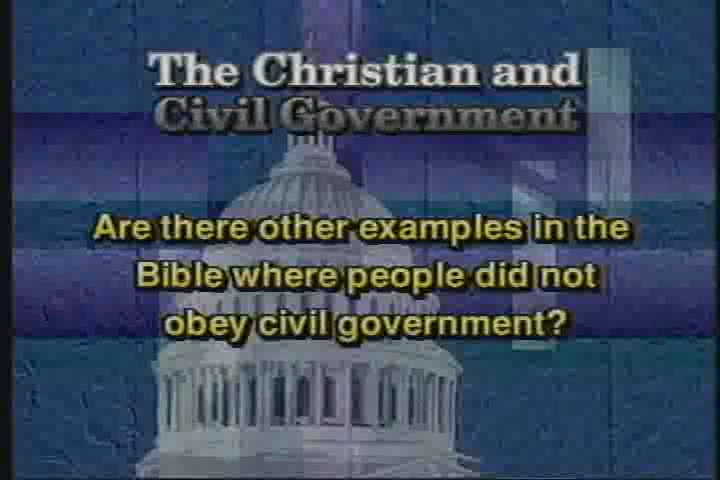 The Christian and
Civil Government
Are there other examples in the
Bible where people did not
obey civil government?